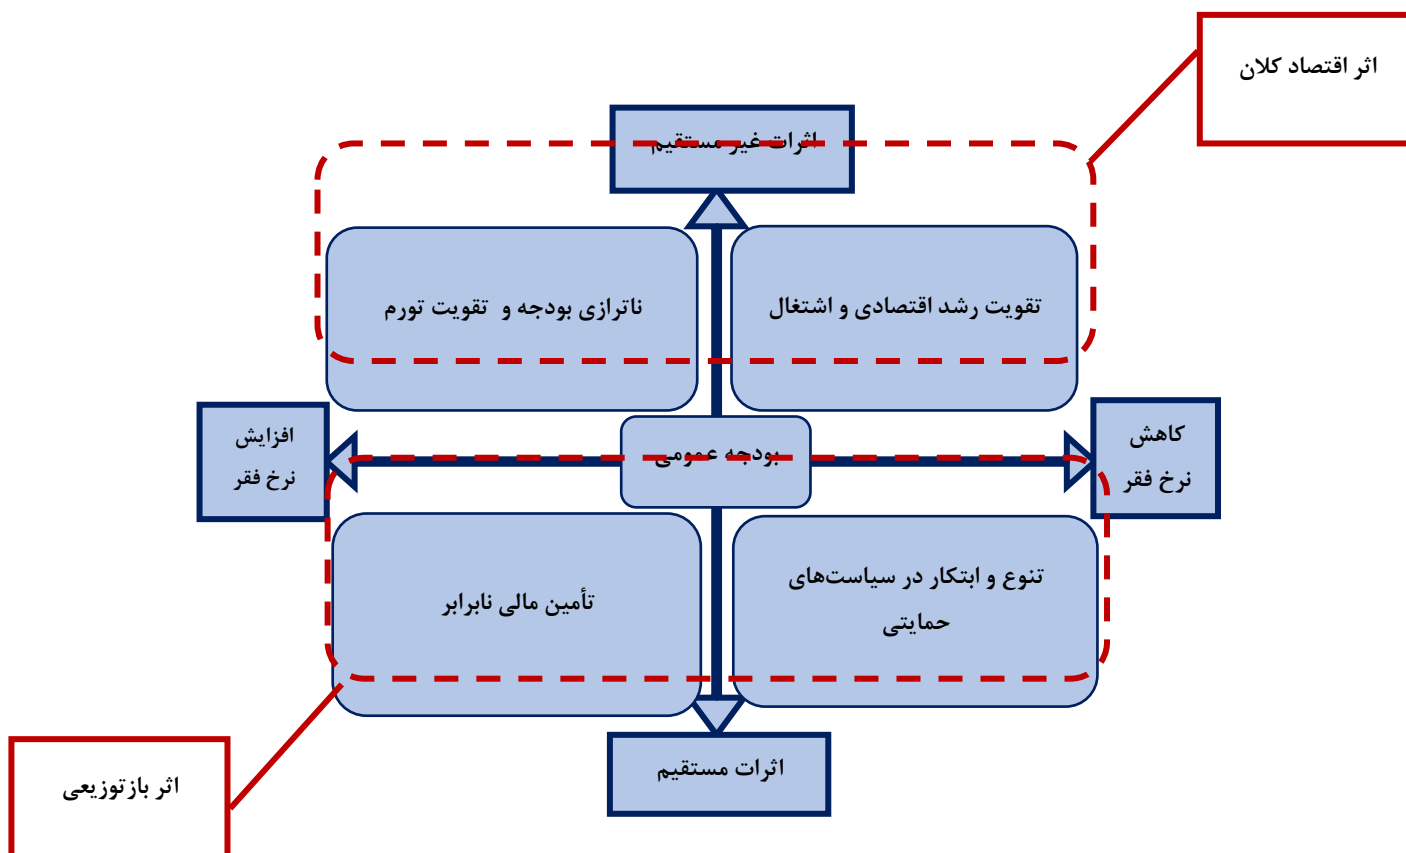 اثر اقتصاد کلان
اثرات غیر مستقیم
تقویت رشد اقتصادی و اشتغال
ناترازی بودجه و تقویت تورم
کاهش
نرخ فقر
بودجه عمومی
افزایش
نرخ فقر
تنوع و ابتکار در سیاست‌های
حمایتی
تأمین مالی نابرابر
اثرات مستقیم
اثر بازتوزیعی